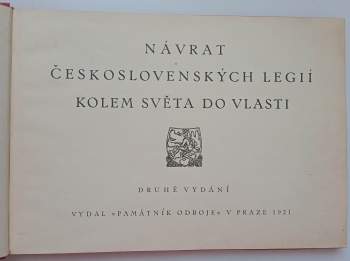 NÁVRAT
ČESKOSLOVENSKÝCH LEGIÍ
KOLEM SVĚTA DO VLASTI
DRUHÉ VYDÁNÍ
VYDAL »PAMÁTNÍK ODBOJE« V PRAZE 1921